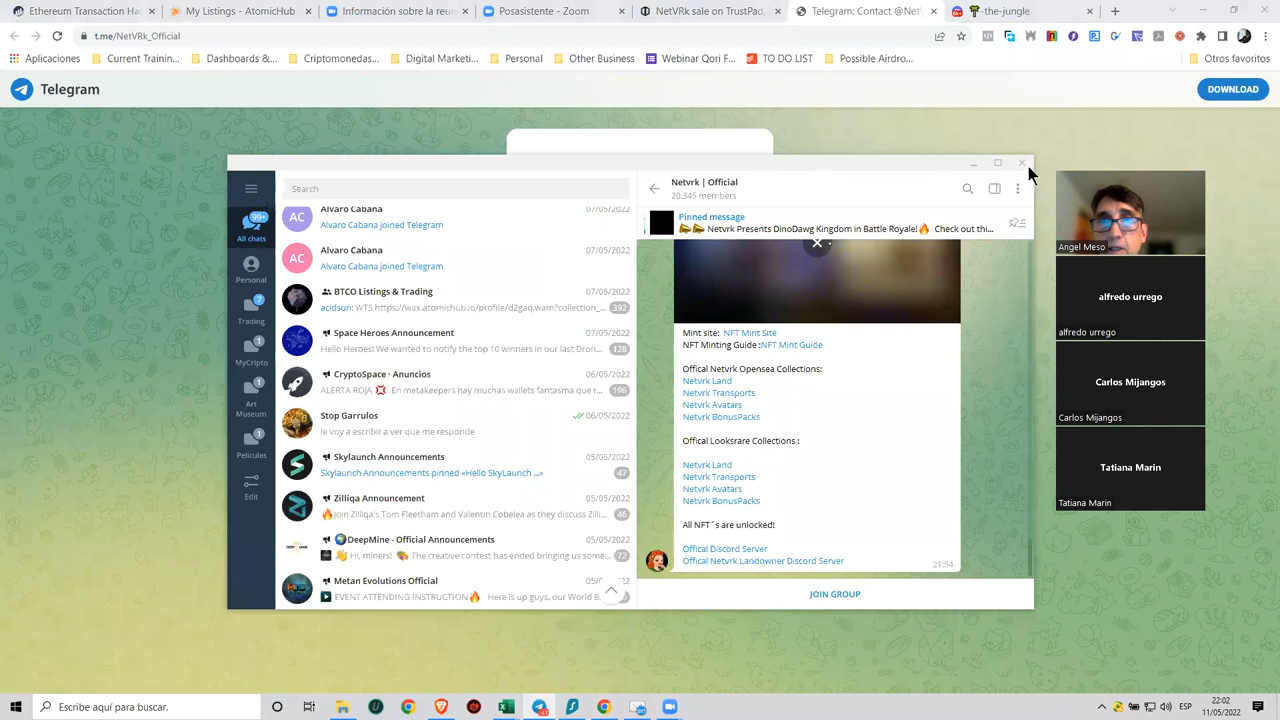 Ethereum Transaction Has
My Listings - AtomicHub
Información sobre la reu
Posasistente - Zoom
NetVRk sale on TrustPad
Telegram: Contact @Net
-the-jungle
t.me/NetVRk_Official
Aplicaciones
Current Trainin...
Dashboards &...
Criptomonedas...
Digital Marketi...
Personal
Other Business
Webinar Qori F...
TO DO LIST
Possible Airdro...
Otros favoritos
Telegram
DOWNLOAD
99+
All chats
Personal
7
Trading
1
MyCripto
1
Art
Museum
1
Peliculas
Edit
Search
AC
Alvaro Cabana
07/05/2022
Alvaro Cabana joined Telegram
AC
Alvaro Cabana
07/05/2022
Alvaro Cabana joined Telegram
BTCO Listings & Trading
07/05/2022
acidsun: WTS https://wax.atomichub.io/profile/d2gaq.wam?collection_...
392
Space Heroes Announcement
07/05/2022
Hello Heroes! We wanted to notify the top 10 winners in our last Dron...
128
CryptoSpace · Anuncios
06/05/2022
ALERTA ROJA 💢 En metakeepers hay muchas wallets fantasma que r...
196
Stop Garrulos
06/05/2022
le voy a escribir a ver que me responde
Skylaunch Announcements
05/05/2022
Skylaunch Announcements pinned «Hello SkyLaunch ...»
47
Zilliqa Announcement
05/05/2022
🔥Join Zilliqa's Tom Fleetham and Valentin Cobelea as they discuss Zilli...
46
🌍DeepMine - Official Announcements
05/05/2022
👋 Hi, miners! The creative contest has ended bringing us some...
72
Metan Evolutions Official
EVENT ATTENDING INSTRUCTION🔥 Here is up guys, our World B
Netvrk | Official
20,345 members
Pinned message
Netvrk Presents DinoDawg Kingdom in Battle Royale!🔥 Check out thi...
Mint site: NFT Mint Site
NFT Minting Guide :NFT Mint Guide
Official Netvrk Opensea Collections:
Netvrk Land
Netvrk Transports
Netvrk Avatars
Netvrk BonusPacks
Offical Looksrare Collections :
Netvrk Land
Netvrk Transports
Netvrk Avatars
Netvrk BonusPacks
All NFT´s are unlocked!
Offical Discord Server
Offical Netvrk Landowner Discord Server
21:54
JOIN GROUP
Angel Meso
alfredo urrego
alfredo urrego
Carlos Mijangos
Carlos Mijangos
Tatiana Marin
Tatiana Marin
Escribe aquí para buscar.
ESP
22:02
11/05/2022